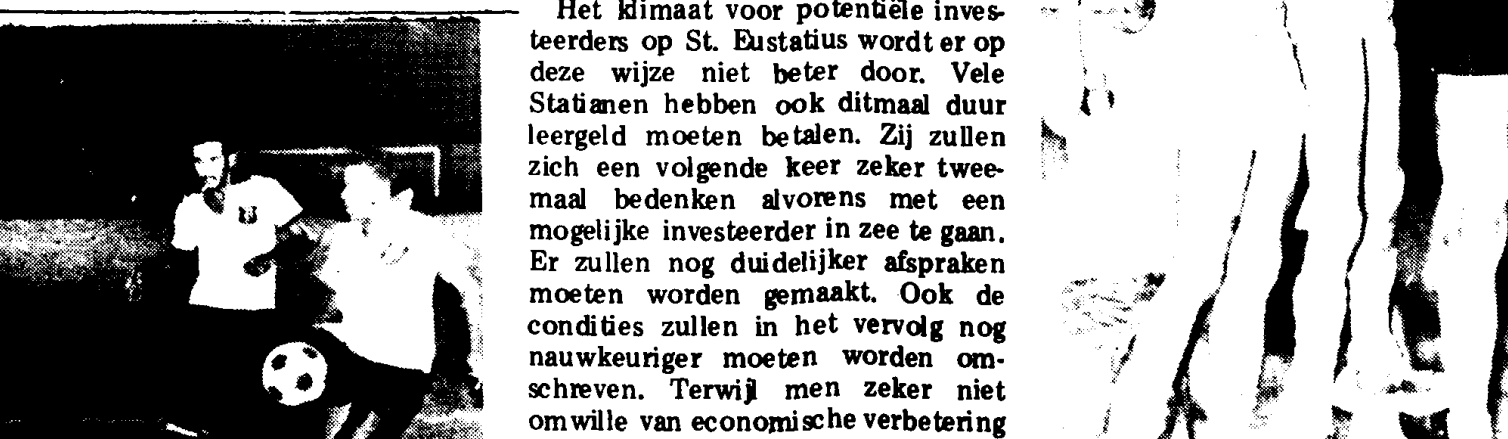 Het klimaat voor potentiële inves-
teerders op St. Eustatius wordt er op
deze wijze niet beter door. Vele
Statianen hebben ook ditmaal duur
leergeld moeten betalen. Zij zullen
zich een volgende keer zeker twee-
maal bedenken alvorens met een
mogelijke investeerder in zee te gaan.
Er zullen nog duidelijker afspraken
moeten worden gemaakt. Ook de
condities zullen in het vervolg nog
nauwkeuriger moeten worden om-
schreven. Terwijl men zeker niet
omwille van economische verbetering